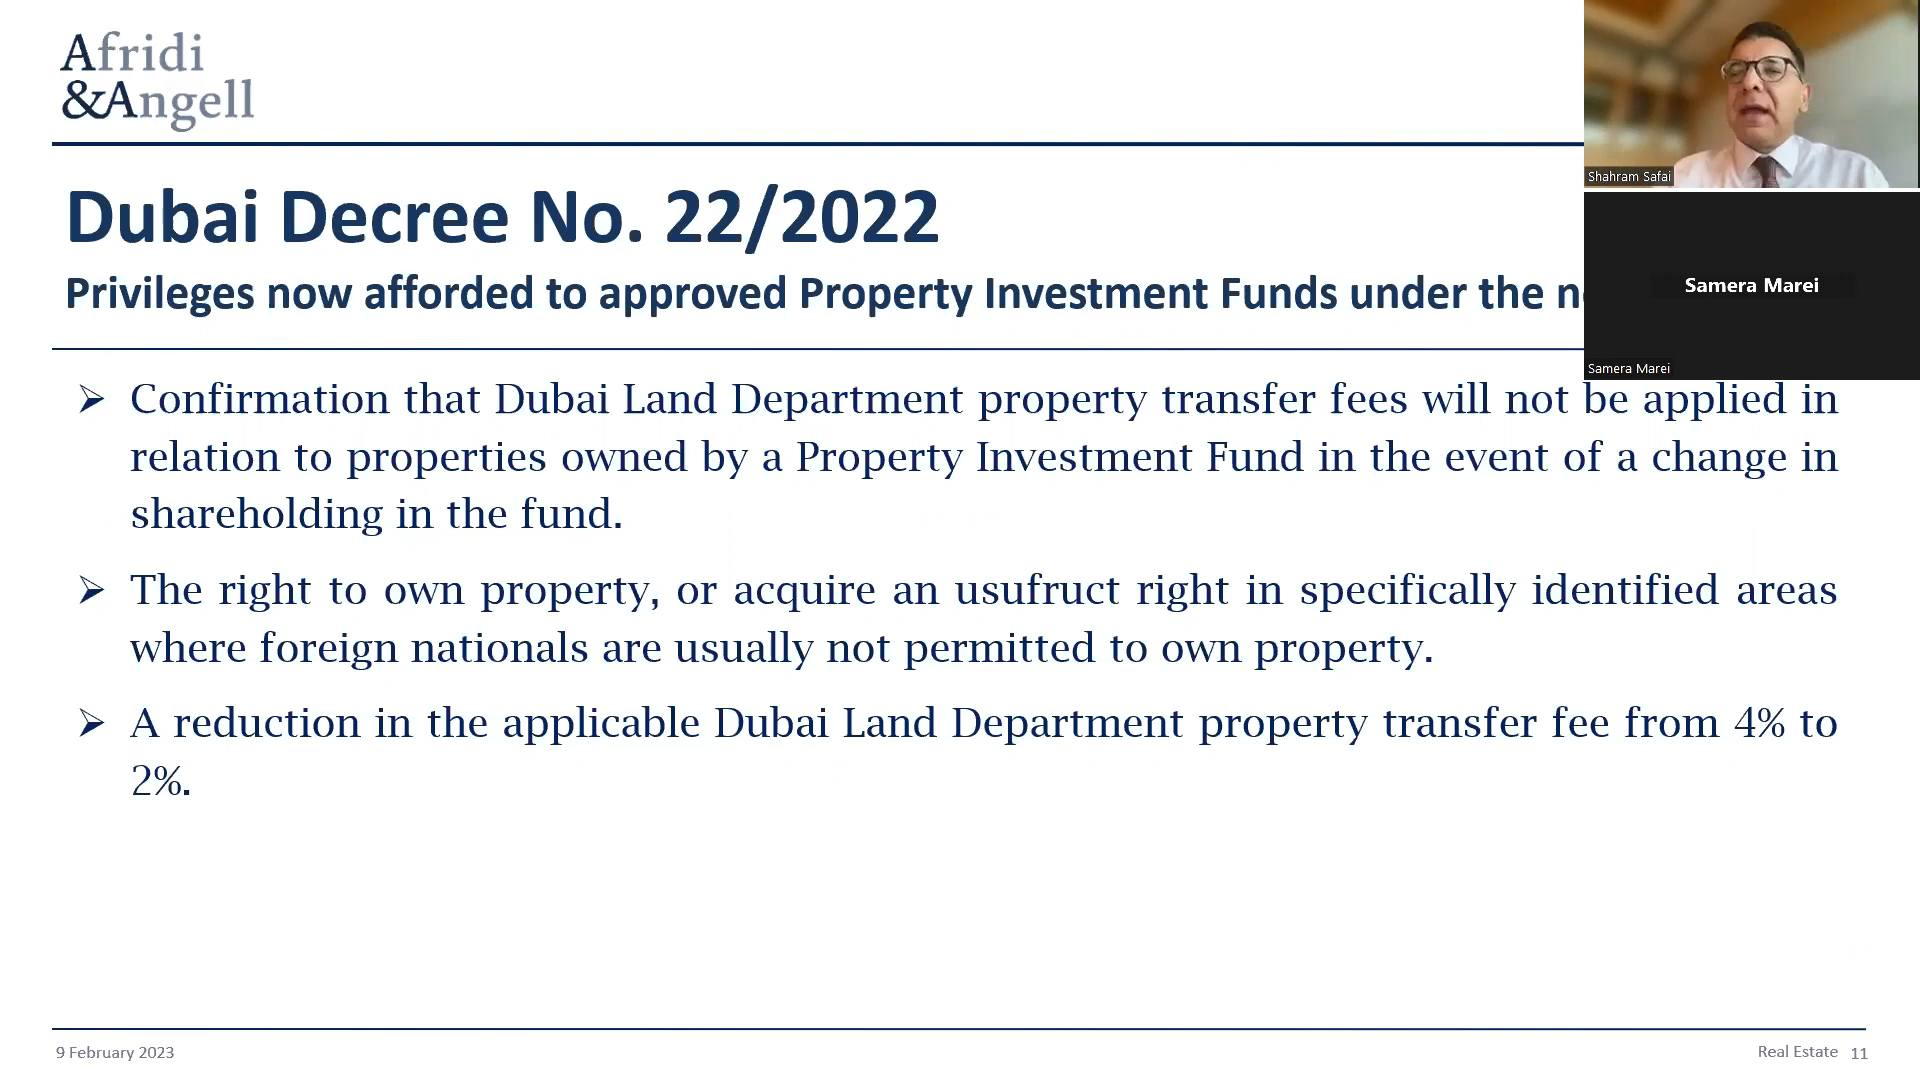 Afridi
&Angell
Dubai Decree No. 22/2022
Privileges now afforded to approved Property Investment Funds under the
Confirmation that Dubai Land Department property transfer fees will not be applied in
relation to properties owned by a Property Investment Fund in the event of a change in
shareholding in the fund.
The right to own property, or acquire an usufruct right in specifically identified areas
where foreign nationals are usually not permitted to own property.
A reduction in the applicable Dubai Land Department property transfer fee from 4% to
2%.
9 February 2023
Real Estate 11
Shahram Safai
Samera Marei
Samera Marei